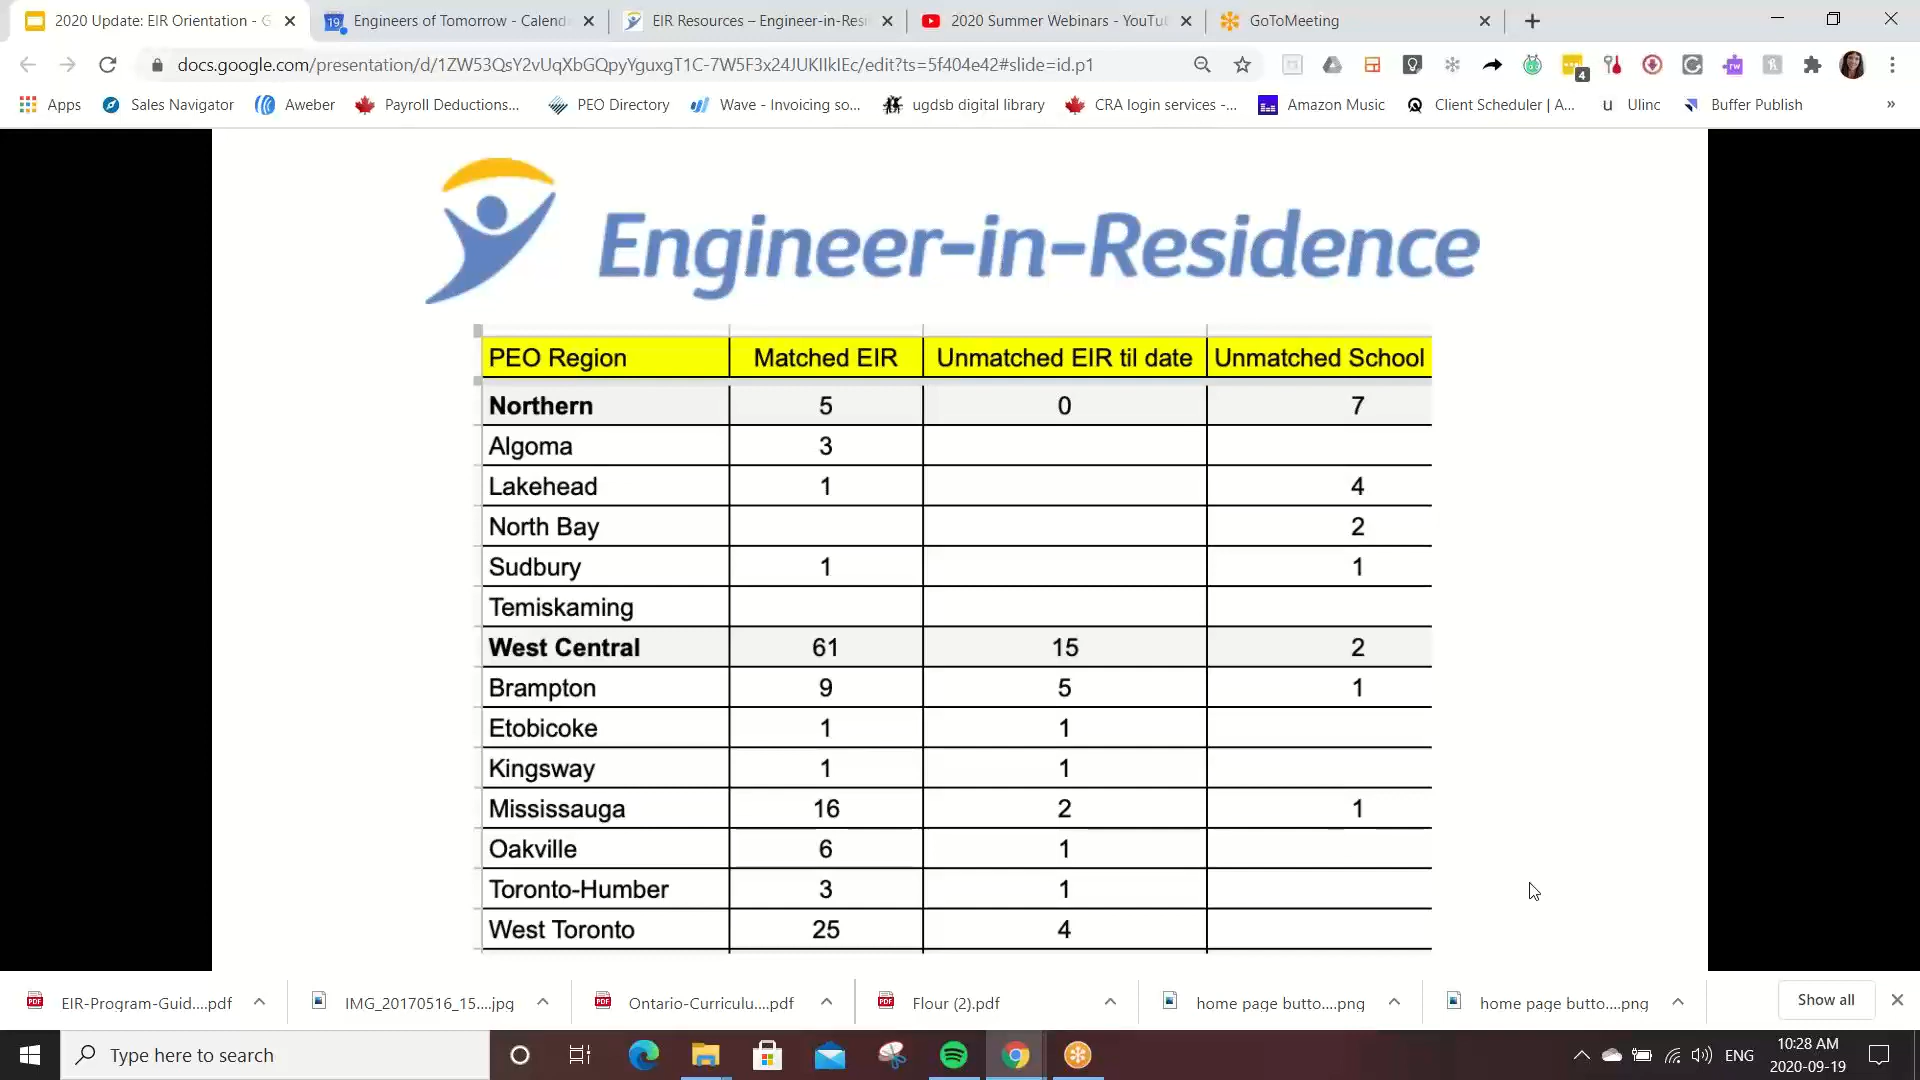 2020 Update: EIR Orientation - G
Engineers of Tomorrow - Calend
EIR Resources – Engineer-in-Resi
2020 Summer Webinars - YouTu
GoToMeeting
docs.google.com/presentation/d/1ZW53QsY2vUqXbGQpyYguxgT1C-7W5F3x24JUKIlklEc/edit?ts=5f404e42#slide=id.p1
Apps Sales Navigator Aweber Payroll Deductions... PEO Directory Wave - Invoicing so... ugdsb digital library CRA login services -... Amazon Music Client Scheduler | A... Ulinc Buffer Publish »
Engineer-in-Residence
PEO Region Matched EIR Unmatched EIR til date Unmatched School
Northern 5 0 7
Algoma 3
Lakehead 1 4
North Bay 2
Sudbury 1 1
Temiskaming
West Central 61 15 2
Brampton 9 5 1
Etobicoke 1 1
Kingsway 1 1
Mississauga 16 2 1
Oakville 6 1
Toronto-Humber 3 1
West Toronto 25 4
EIR-Program-Guid....pdf IMG_20170516_15....jpg Ontario-Curriculu....pdf Flour (2).pdf home page butto....png home page butto....png Show all
Type here to search
ENG
10:28 AM
2020-09-19